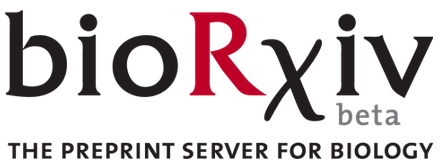 bioRχiv
beta
THE PREPRINT SERVER FOR BIOLOGY